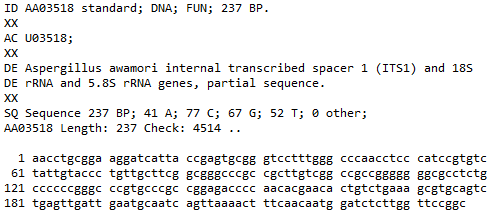 ID AA03518 standard; DNA; FUN; 237 BP.
XX
AC U03518;
XX
DE Aspergillus awamori internal transcribed spacer 1 (ITS1) and 18S
DE rRNA and 5.8S rRNA genes, partial sequence.
XX
SQ Sequence 237 BP; 41 A; 77 C; 67 G; 52 T; 0 other;
AA03518 Length: 237 Check: 4514 ..
1 aacctgcgga aggatcatta ccgagtgcgg gtcctttggg cccaacctcc catccgtgtc
61 tattgtaccc tgttgcttcg gcgggcccgc cgcttgtcgg ccgccggggg ggcgcctctg
121 ccccccgggc ccgtgcccgc cggagacccc aacacgaaca ctgtctgaaa gcgtgcagtc
181 tgagttgatt gaatgcaatc agttaaaact ttcaacaatg gatctcttgg ttccggc